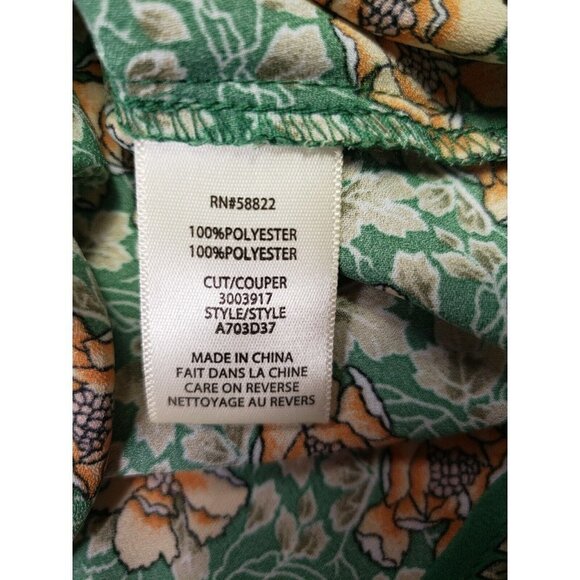 RN#58822
100%POLYESTER
100%POLYESTER
CUT/COUPER
3003917
STYLE/STYLE
A703D37
MADE IN CHINA
FAIT DANS LA CHINE
CARE ON REVERSE
NETTOYAGE AU REVERS